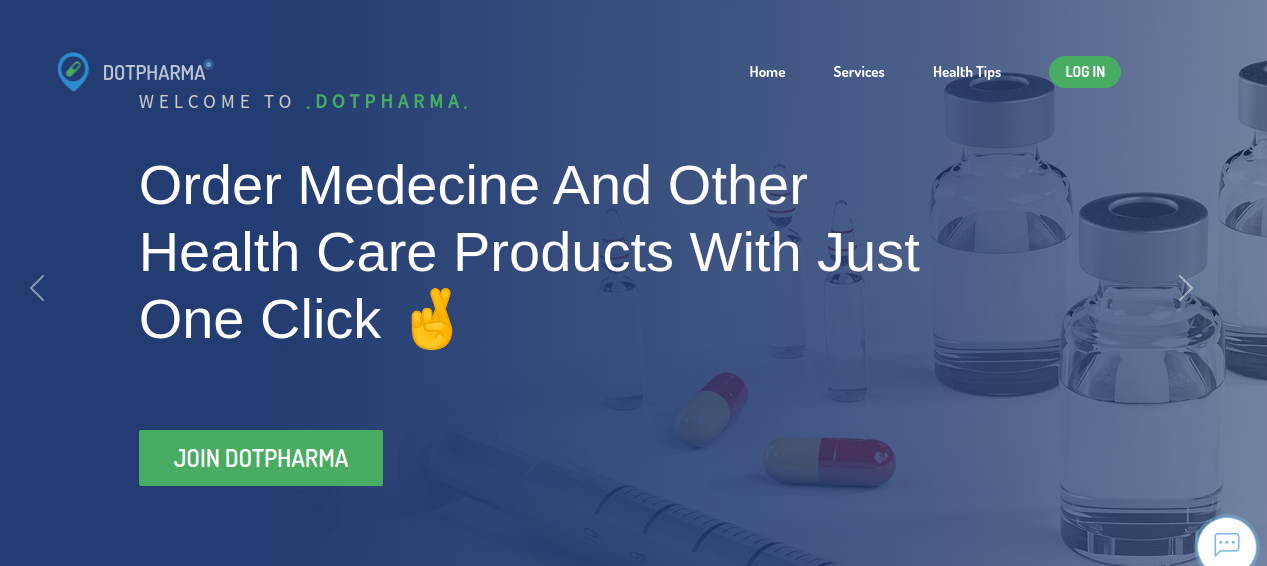 DOTPHARMA
Home Services Health Tips LOG IN
WELCOME TO .DOTPHARMA.
Order Medecine And Other
Health Care Products With Just
One Click 🤞
JOIN DOTPHARMA